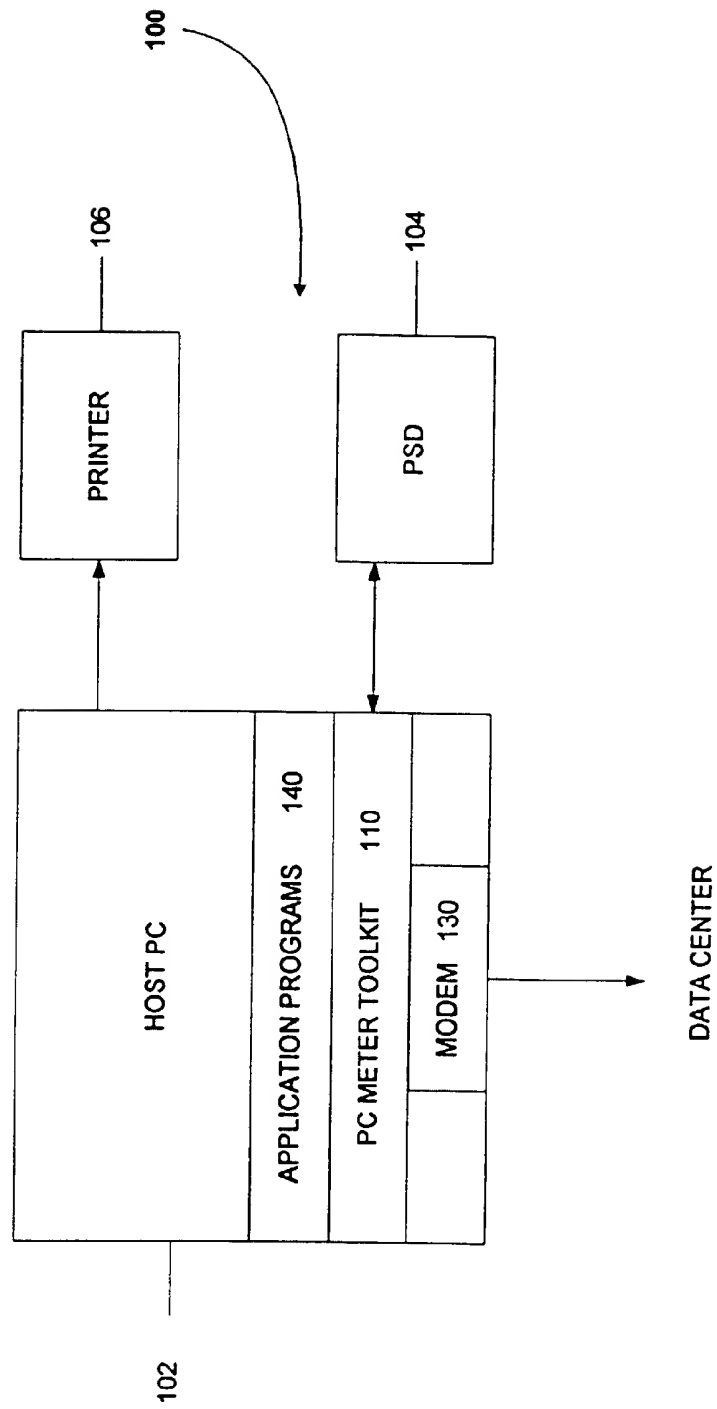 100
106
PRINTER
104
PSD
HOST PC
APPLICATION PROGRAMS 140
PC METER TOOLKIT 110
MODEM 130
102
DATA CENTER